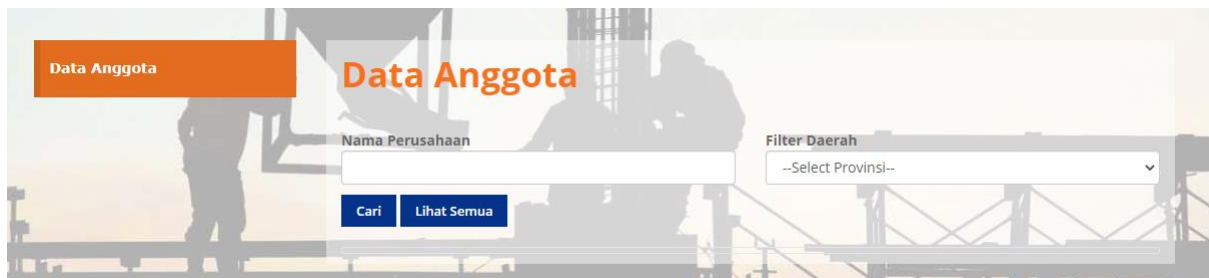 Data Anggota
Data Anggota
Nama Perusahaan
Filter Daerah
--Select Provinsi--
Cari
Lihat Semua